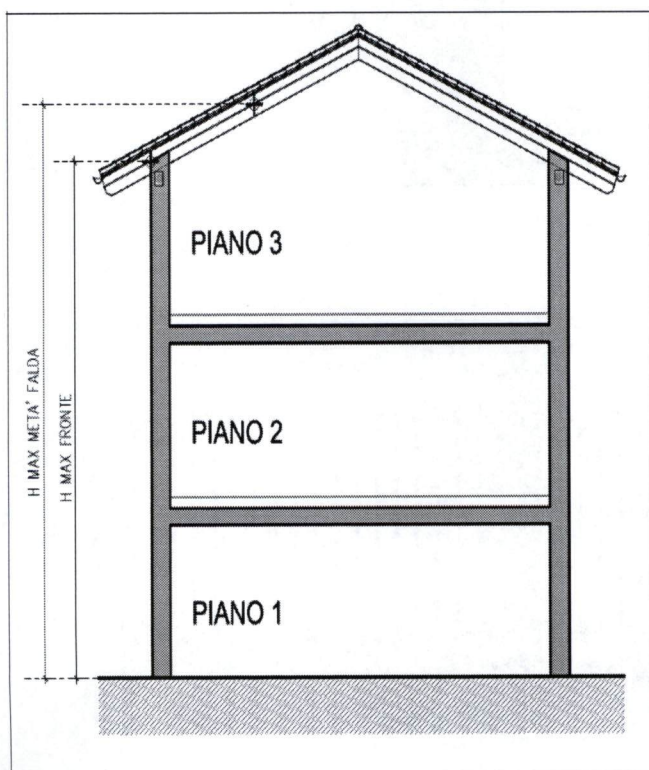 H MAX META' FALDA
H MAX FRONTE
PIANO 3
PIANO 2
PIANO 1